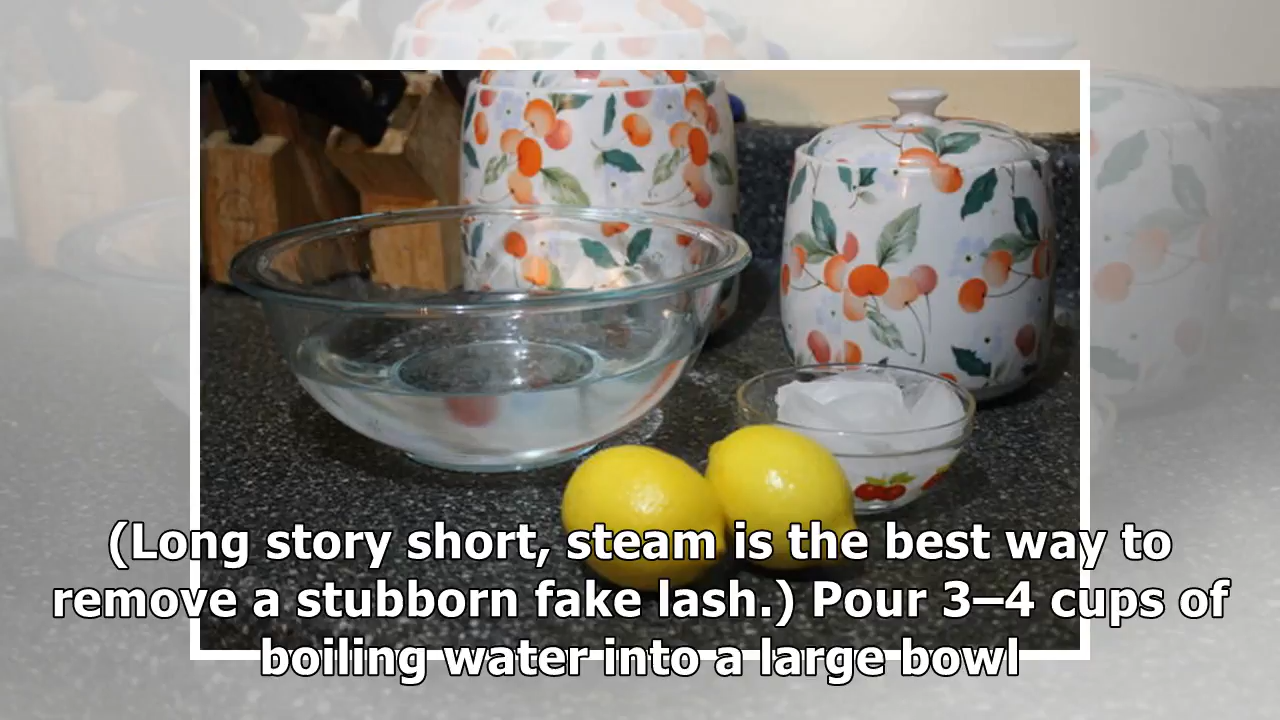 (Long story short, steam is the best way to
remove a stubborn fake lash.) Pour 3–4 cups of
boiling water into a large bowl